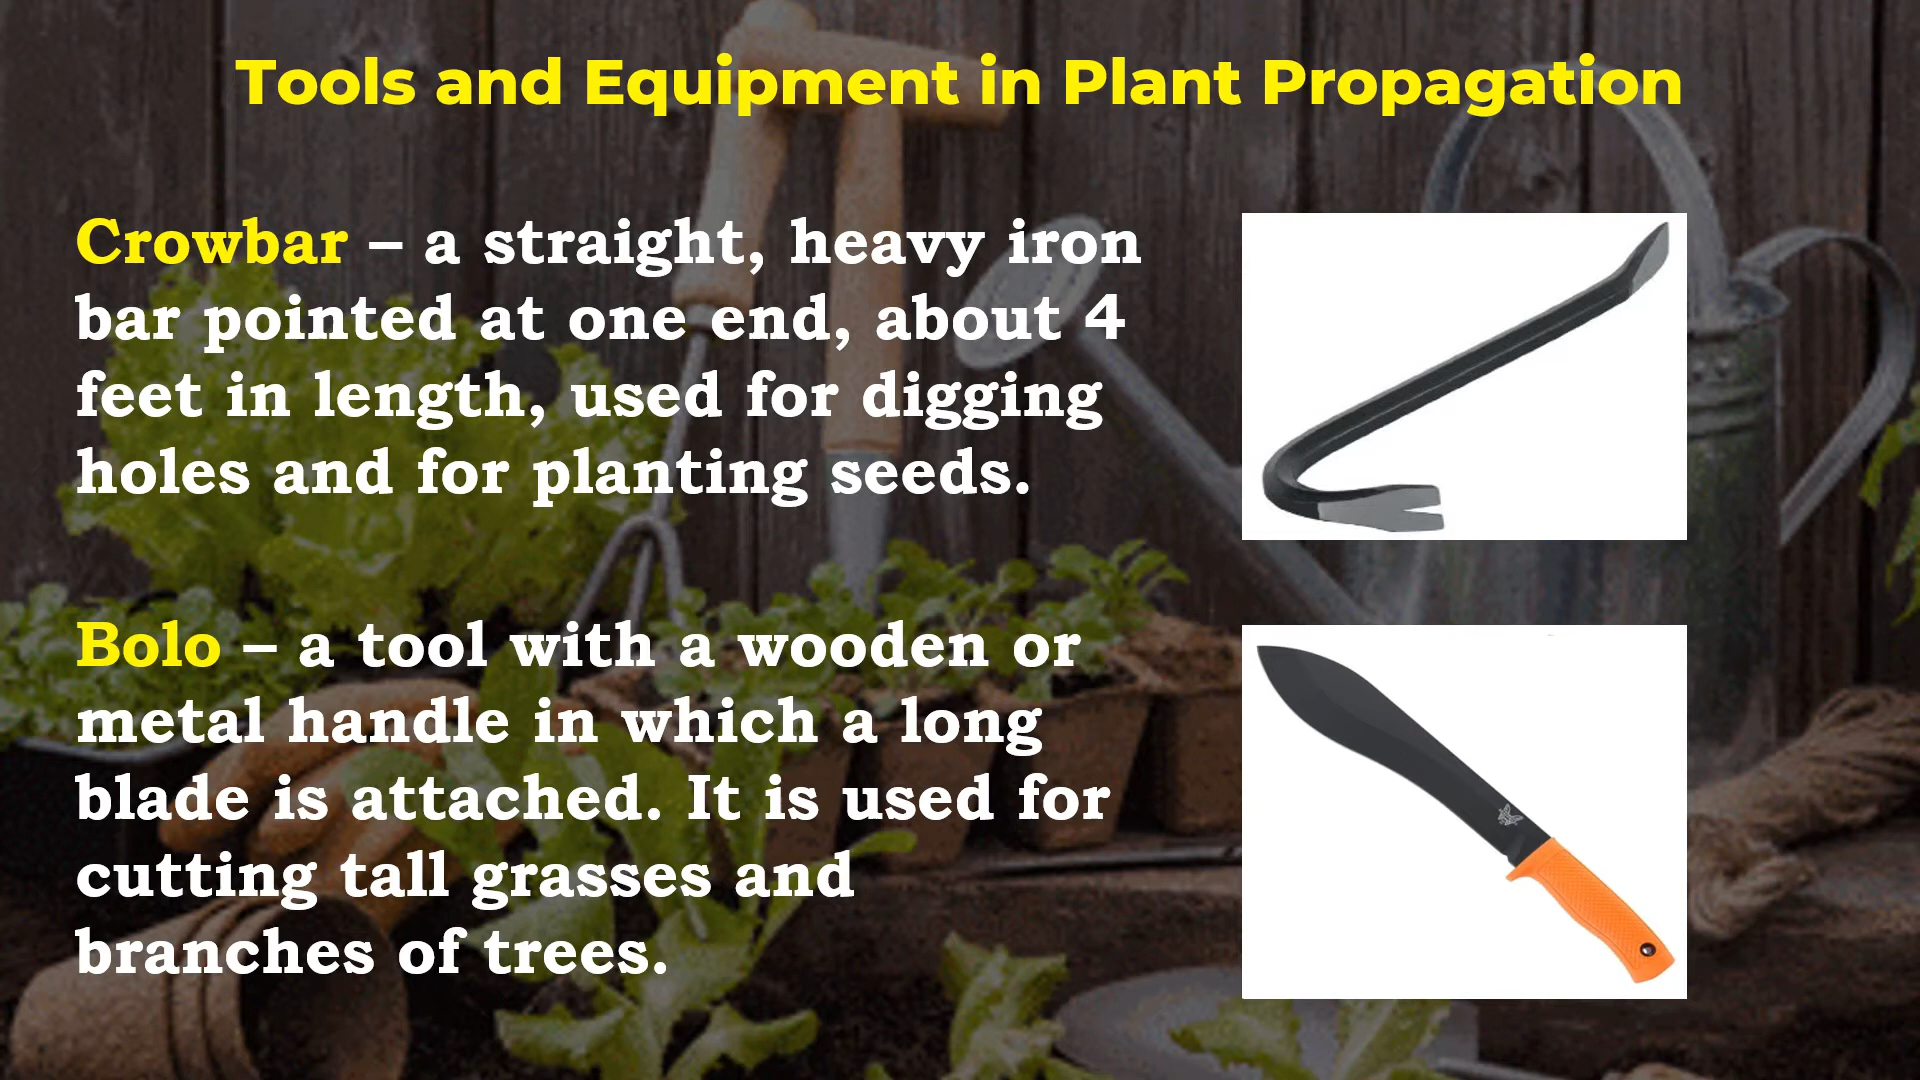 Tools and Equipment in Plant Propagation
Crowbar – a straight, heavy iron
bar pointed at one end, about 4
feet in length, used for digging
holes and for planting seeds.
Bolo – a tool with a wooden or
metal handle in which a long
blade is attached. It is used for
cutting tall grasses and
branches of trees.